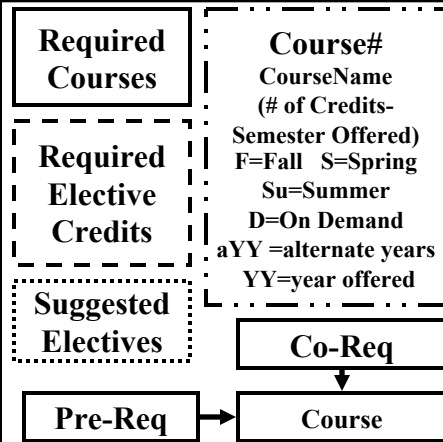 Required
Courses
Required
Elective
Credits
Suggested
Electives
Course#
CourseName
(# of Credits-
Semester Offered)
F=Fall S=Spring
Su=Summer
D=On Demand
aYY =alternate years
YY=year offered
Co-Req
Pre-Req
Course